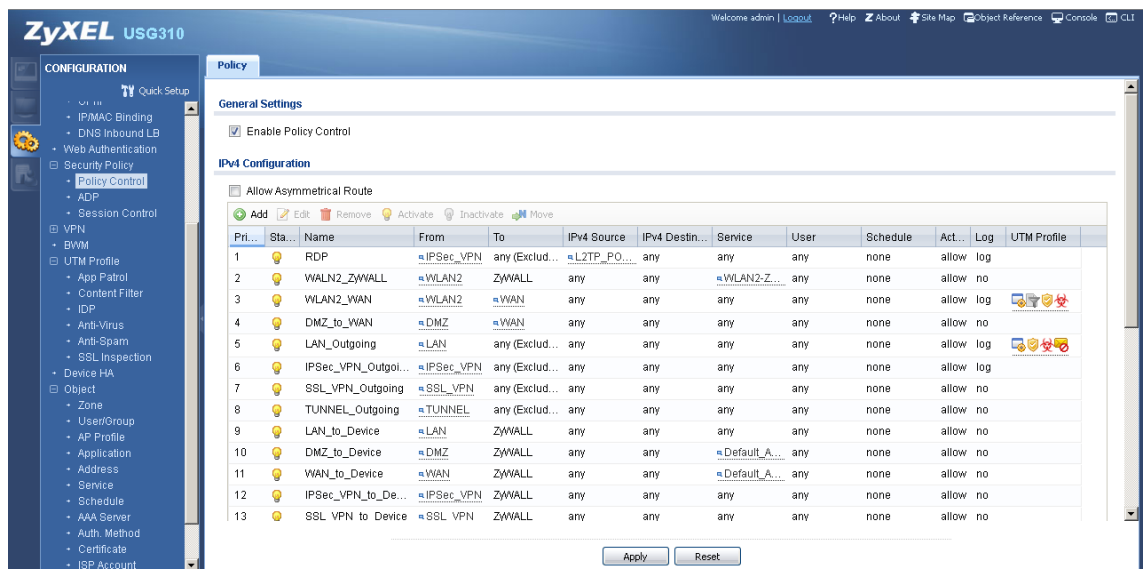 Welcome admin | Logout ?Help Z About Site Map Object Reference Console CLI
ZyXEL USG310
CONFIGURATION
Quick Setup
IP/MAC Binding
DNS Inbound LB
Web Authentication
Security Policy
Policy Control
ADP
Session Control
VPN
BWM
UTM Profile
App Patrol
Content Filter
IDP
Anti-Virus
Anti-Spam
SSL Inspection
Device HA
Object
Zone
User/Group
AP Profile
Application
Address
Service
Schedule
AAA Server
Auth. Method
Certificate
ISP Account
Policy
General Settings
Enable Policy Control
IPv4 Configuration
Allow Asymmetrical Route
Add Edit Remove Activate Inactivate Move
Pri... Sta... Name From To IPv4 Source IPv4 Destin... Service User Schedule Act... Log UTM Profile
1 RDP IPSec_VPN any (Exclud... L2TP_PO... any any any none allow log
2 WALN2_ZyWALL WLAN2 ZyWALL any any WLAN2-Z... any none allow no
3 WLAN2_WAN WLAN2 WAN any any any any none allow log
4 DMZ_to_WAN DMZ WAN any any any any none allow no
5 LAN_Outgoing LAN any (Exclud... any any any any none allow log
6 IPSec_VPN_Outgoi... IPSec_VPN any (Exclud... any any any any none allow log
7 SSL_VPN_Outgoing SSL_VPN any (Exclud... any any any any none allow no
8 TUNNEL_Outgoing TUNNEL any (Exclud... any any any any none allow no
9 LAN_to_Device LAN ZyWALL any any any any none allow no
10 DMZ_to_Device DMZ ZyWALL any any Default_A... any none allow no
11 WAN_to_Device WAN ZyWALL any any Default_A... any none allow no
12 IPSec_VPN_to_De... IPSec_VPN ZyWALL any any any any none allow no
13 SSL_VPN_to_Device SSL_VPN ZyWALL any any any any none allow no
Apply Reset